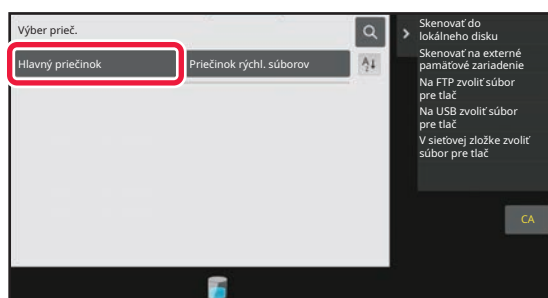 Výber prieč.
Hlavný priečinok
Priečinok rýchl. súborov
Skenovať do
lokálneho disku
Skenovať na externé
pamäťové zariadenie
Na FTP zvoliť súbor
pre tlač
Na USB zvoliť súbor
pre tlač
V sieťovej zložke zvoliť
súbor pre tlač
CA